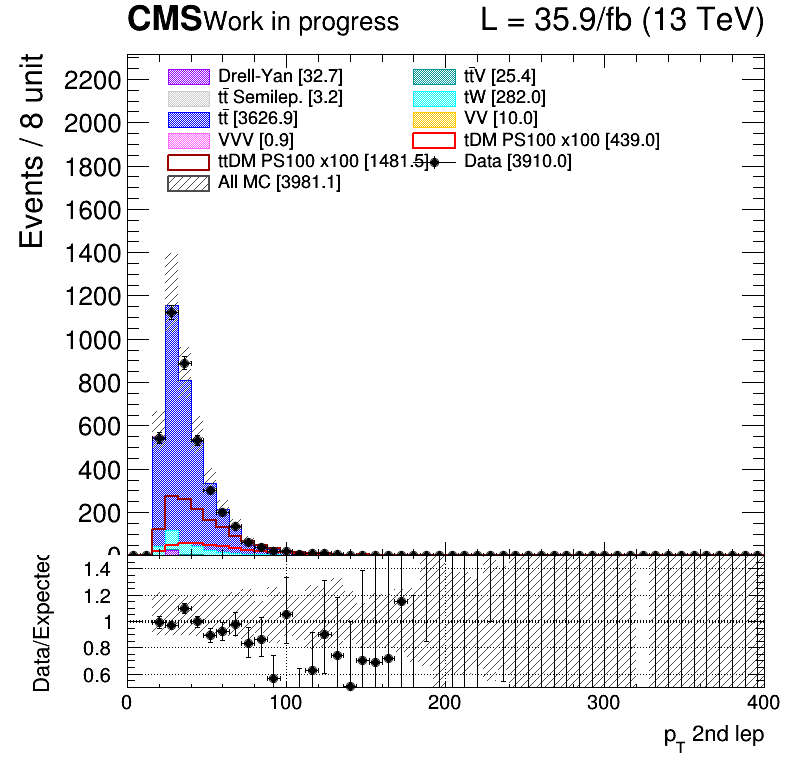 CMS Work in progress L = 35.9/fb (13 TeV)
Events / 8 unit
2200
2000
1800
1600
1400
1200
1000
800
600
400
200
0
Drell-Yan [32.7]
tt̄V [25.4]
tt̄ Semilep. [3.2]
tW [282.0]
tt̄ [3626.9]
VV [10.0]
VVV [0.9]
tDM PS100 x100 [439.0]
ttDM PS100 x100 [1481.5]
Data [3910.0]
All MC [3981.1]
Data/Expected
1.4
1.2
1
0.8
0.6
0 100 200 300 400
p_T 2nd lep